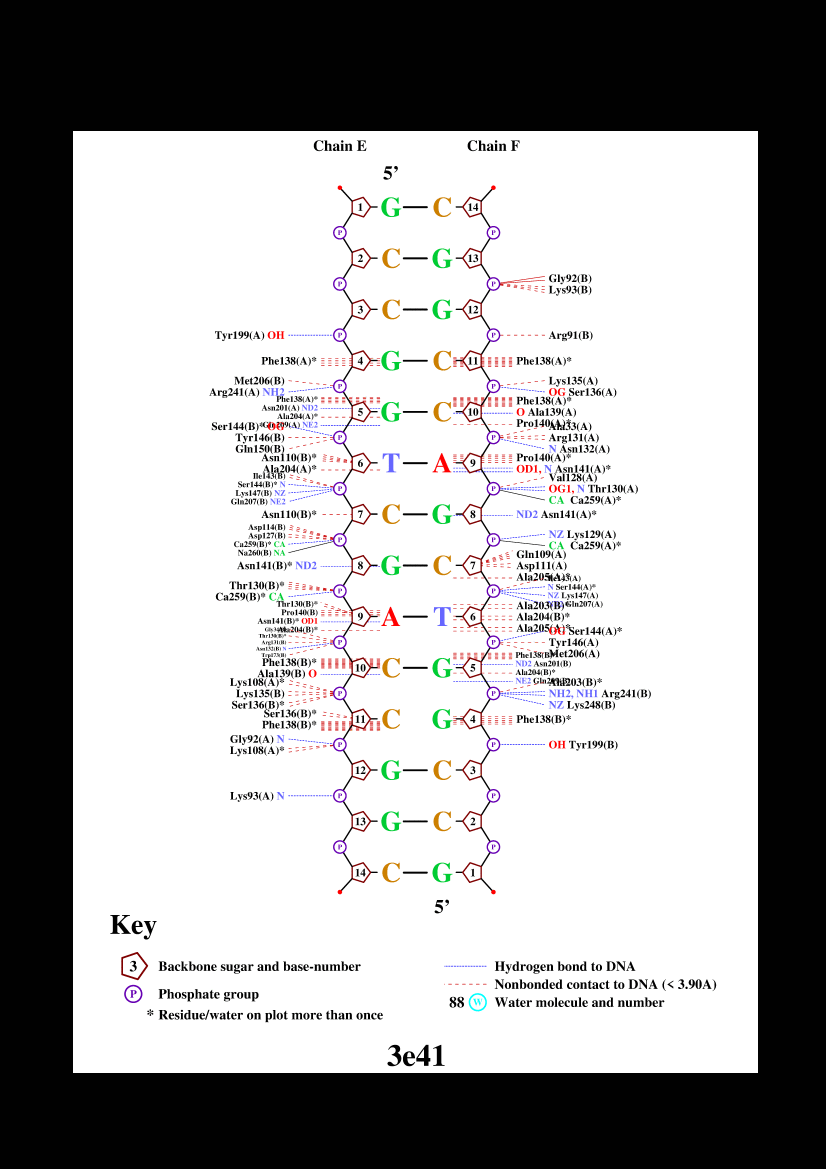 Chain E Chain F
5’
1 G C 14
P P
2 C G 13
P P Gly92(B)
Lys93(B)
3 C G 12
Tyr199(A) OH P P Arg91(B)
Phe138(A)* 4 G C 11 Phe138(A)*
Met206(B) P P Lys135(A)
Arg241(A) NH2 OG Ser136(A)
Phe138(A)* Phe138(A)*
Asn201(A) ND2 5 G C 10 O Ala139(A)
Ala204(A)*
Gln209(A) NE2 Pro140(A)*
Ser144(B)* OG Ala33(A)
Tyr146(B) P P Arg131(A)
Gln150(B) N Asn132(A)
Asn110(B)* 6 T A 9 Pro140(A)*
Ala204(A)* OD1, N Asn141(A)*
Ile143(B) Val128(A)
Ser144(B)* N P P OG1, N Thr130(A)
Lys147(B) NZ
Gln207(B) NE2 CA Ca259(A)*
Asn110(B)* 7 C G 8 ND2 Asn141(A)*
Asp114(B)
Asp127(B) P P NZ Lys129(A)
Ca259(B)* CA CA Ca259(A)*
Na260(B) NA
Gln109(A)
Asn141(B)* ND2 8 G C 7 Asp111(A)
Ala205(A)*
Thr130(B)* N Ser144(A)*
Ca259(B)* CA P P NZ Lys147(A)
Thr130(B)* Gln207(A)
Ala203(B)*
Pro140(B)
Asn141(B)* OD1 9 A T 6 Ala204(B)*
Ala204(B)* Ala205(A)*
Thr130(B)* OG Ser144(A)*
Arg131(B) P P Tyr146(A)
Asn132(B) N
Trp173(B) Met206(A)
Phe138(B)* Phe138(B)*
10 C G 5 ND2 Asn201(B)
Ala139(B) O Ala204(B)*
Lys108(A)* NE2 Ala203(B)*
Lys135(B) P P NH2, NH1 Arg241(B)
Ser136(B)* NZ Lys248(B)
Ser136(B)* 11 C G 4 Phe138(B)*
Phe138(B)*
Gly92(A) N P P OH Tyr199(B)
Lys108(A)*
12 G C 3
Lys93(A) N P P
13 G C 2
P P
14 C G 1
5’
Key
3 Backbone sugar and base-number
Hydrogen bond to DNA
P Phosphate group
Nonbonded contact to DNA (< 3.90A)
88 W Water molecule and number
* Residue/water on plot more than once
3e41